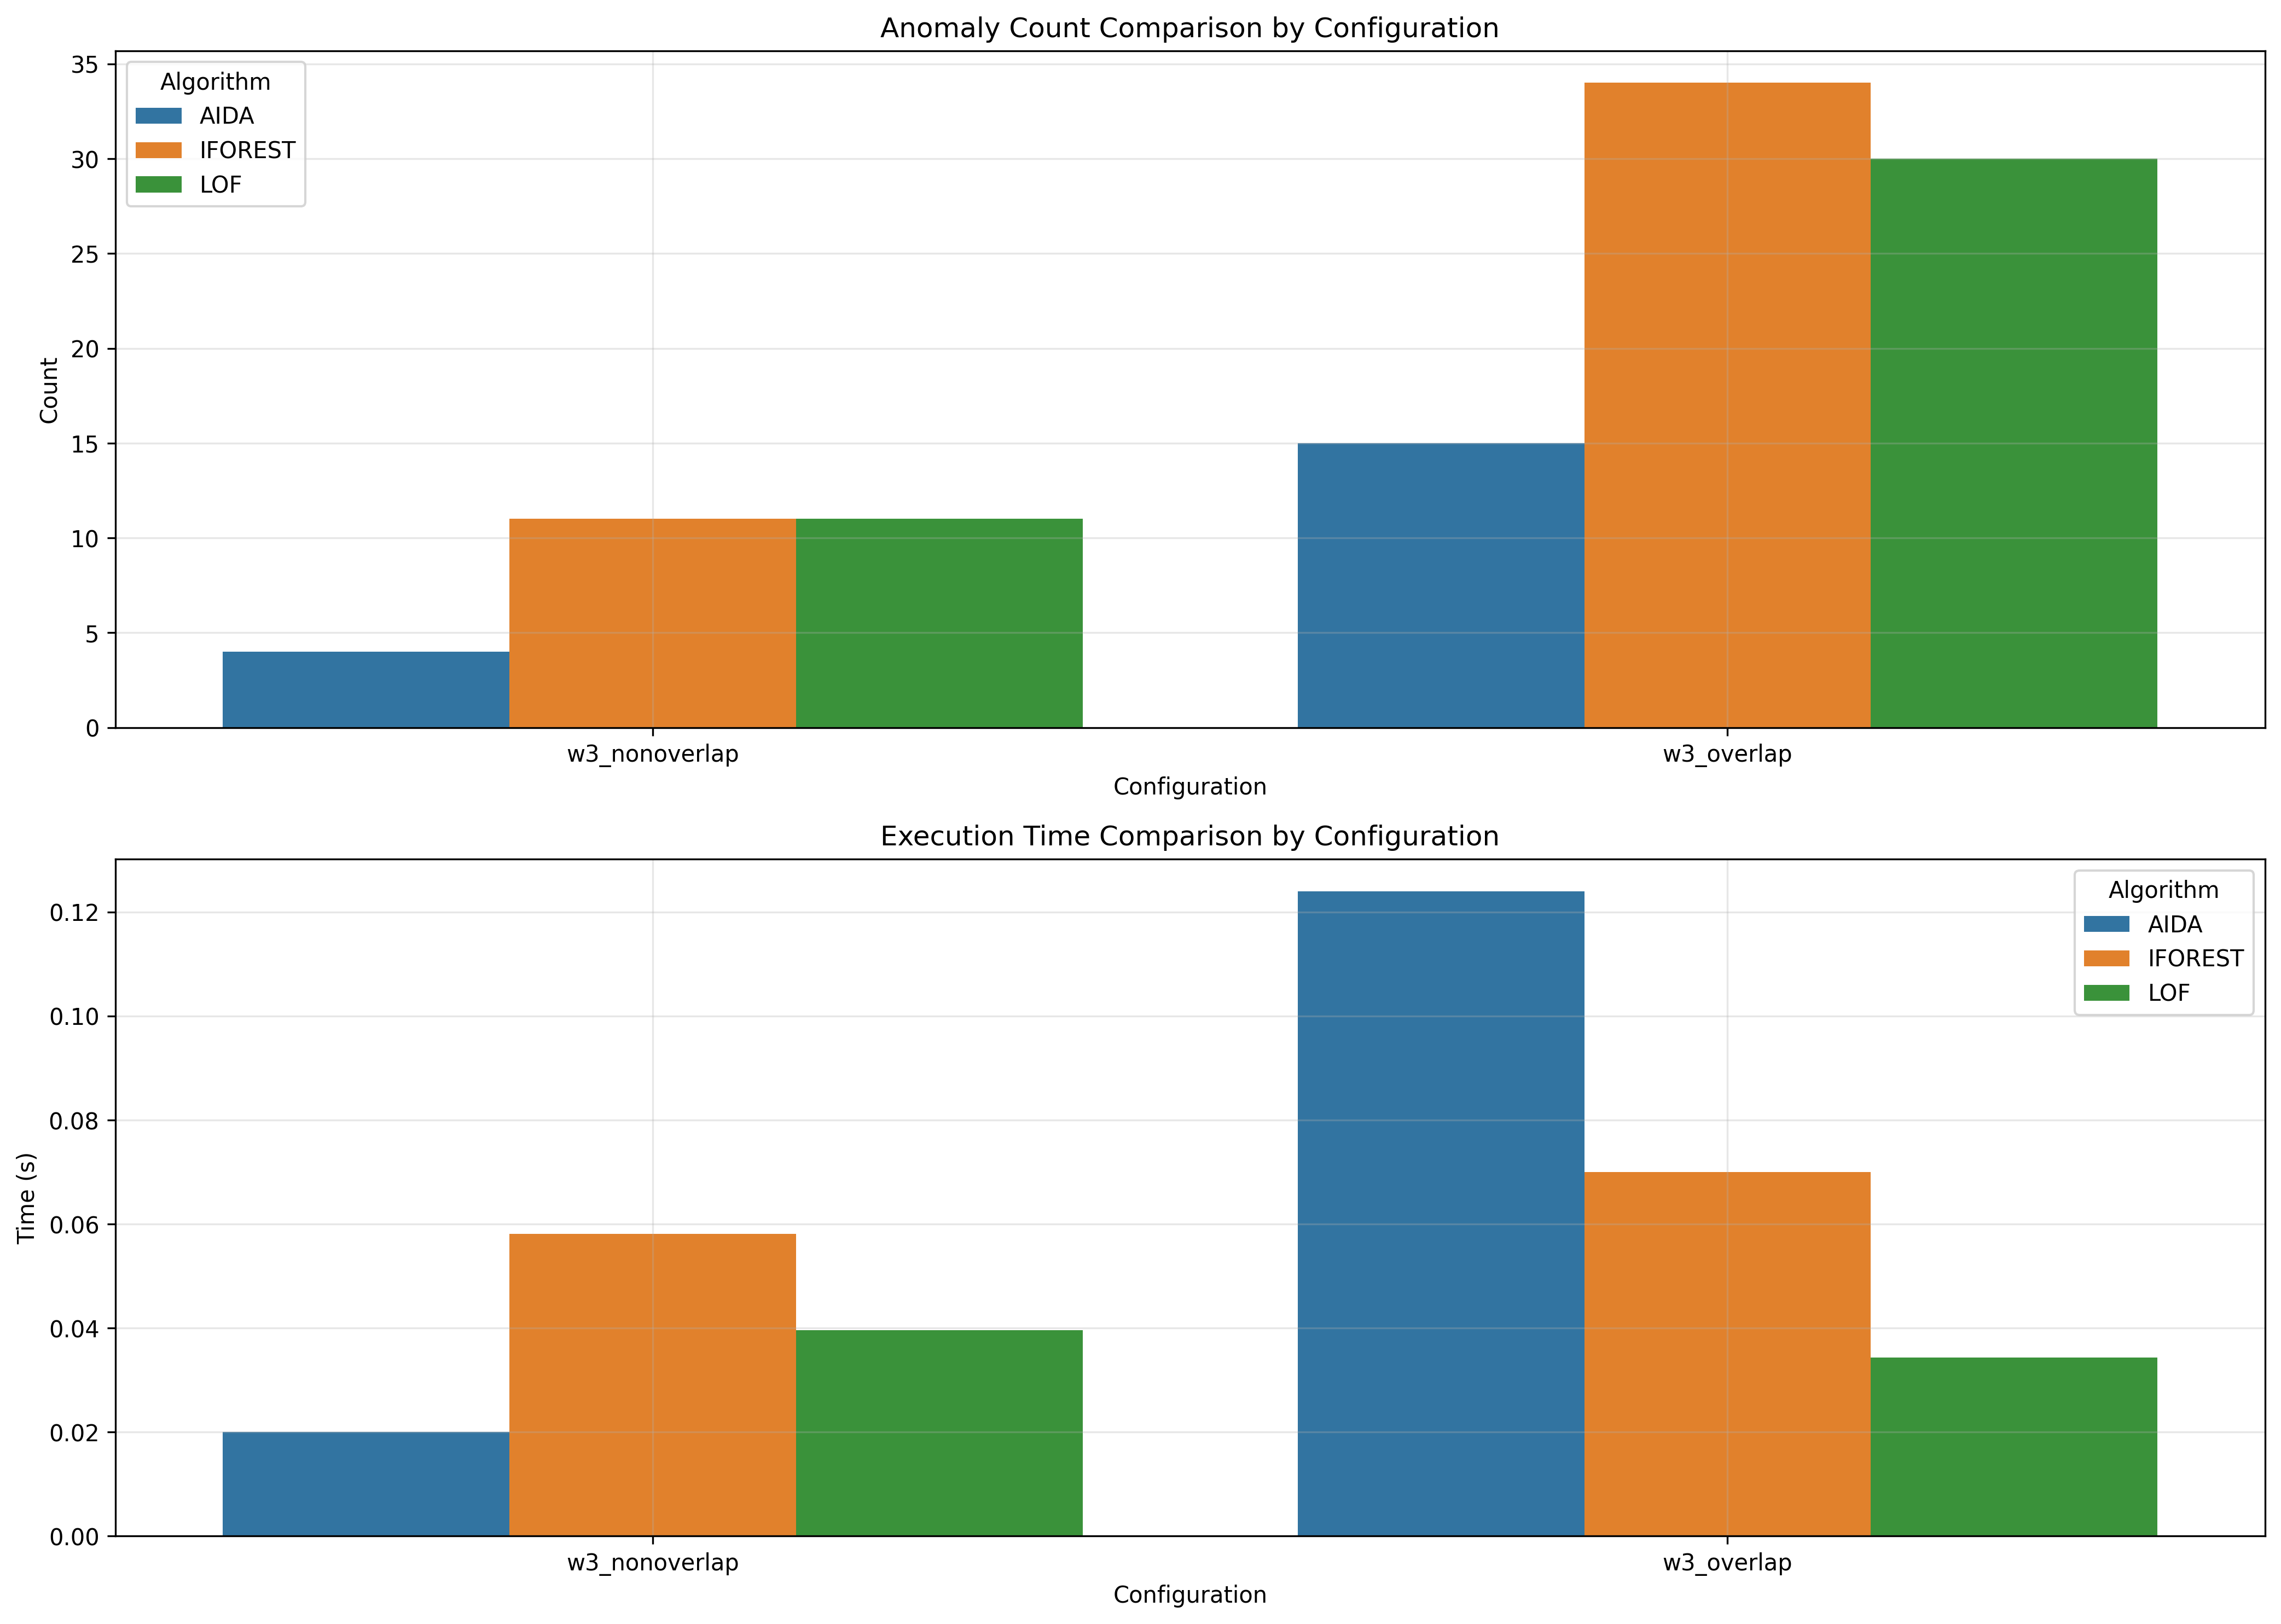 Anomaly Count Comparison by Configuration
35
30
25
20
15
10
5
0
Count
Algorithm
AIDA
IFOREST
LOF
w3_nonoverlap
w3_overlap
Configuration
Execution Time Comparison by Configuration
0.12
0.10
0.08
0.06
0.04
0.02
0.00
Time (s)
Algorithm
AIDA
IFOREST
LOF
w3_nonoverlap
w3_overlap
Configuration